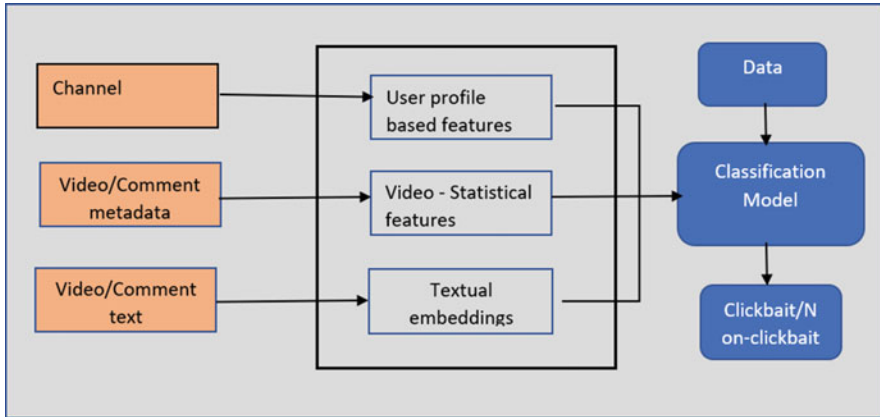 Channel
Video/Comment
metadata
Video/Comment
text
User profile
based features
Video - Statistical
features
Textual
embeddings
Data
Classification
Model
Clickbait/N
on-clickbait